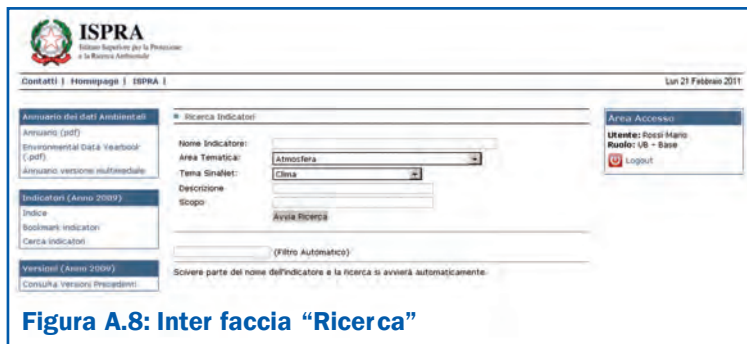 ISPRA
Istituto Superiore per la Protezione
e la Ricerca Ambientale
Contatti | Homepage | ISPRA |
Lun 21 Febbraio 2011
Annuario dei dati Ambientali
Annuario (pdf)
Environmental Data Yearbook
(.pdf)
Annuario versione multimediale
Indicatori (Anno 2009)
Indice
Bookmark indicatori
Cerca indicatori
Versioni (Anno 2009)
Consulta Versioni Precedenti
Ricerca Indicatori
Nome Indicatore:
Area Tematica: Atmosfera
Tema SinaNet: Clima
Descrizione
Scopo
Avvia Ricerca
(Filtro Automatico)
Scivere parte del nome dell'indicatore e la ricerca si avvierà automaticamente.
Area Accesso
Utente: Rossi Mario
Ruolo: UB - Base
Logout
Figura A.8: Inter faccia “Ricerca”